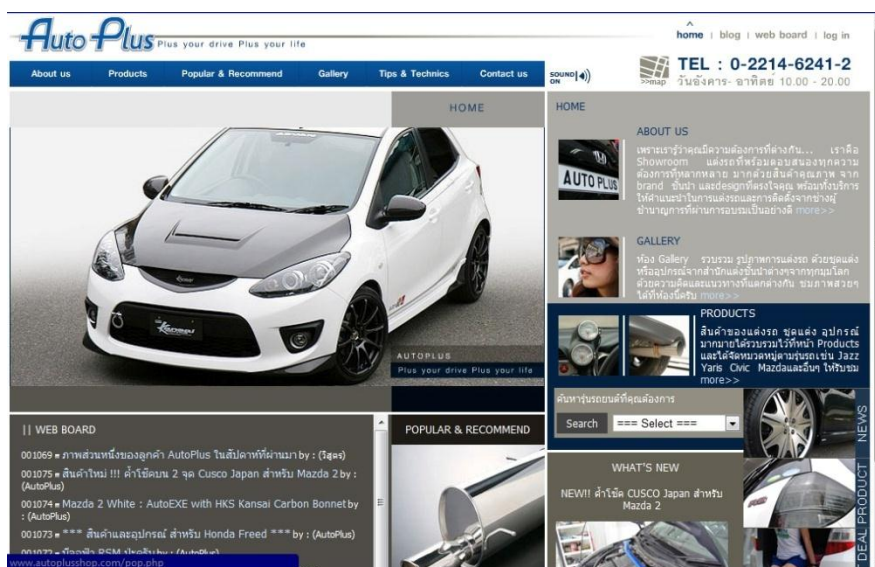 Auto Plus Plus your drive Plus your life
home | blog | web board | log in
About us Products Popular & Recommend Gallery Tips & Technics Contact us
SOUND ON
>>map
TEL : 0-2214-6241-2
วันอังคาร- อาทิตย์ 10.00 - 20.00
HOME
AUTOPLUS
Plus your drive Plus your life
HOME
ABOUT US
AUTO PLUS
เพราะเรารู้ว่าคุณมีความต้องการที่ต่างกัน... เราคือ
Showroom แต่งรถที่พร้อมตอบสนองทุกความ
ต้องการที่หลากหลาย มากด้วยสินค้าคุณภาพ จาก
brand ชั้นนำ และdesignที่ตรงใจคุณ พร้อมทั้งบริการ
ให้คำแนะนำในการแต่งรถและการติดตั้งจากช่างผู้
ชำนาญการที่ผ่านการอบรมเป็นอย่างดี more>>
GALLERY
ห้อง Gallery รวบรวม รูปภาพการแต่งรถ ด้วยชุดแต่ง
หรืออุปกรณ์จากสำนักแต่งชั้นนำต่างๆจากทุกมุมโลก
ด้วยความคิดและแนวทางที่แตกต่างกัน ชมภาพสวยๆ
ได้ที่ห้องนี้ครับ more>>
PRODUCTS
สินค้าของแต่งรถ ชุดแต่ง อุปกรณ์
มากมายได้รวบรวมไว้ที่หน้า Products
และได้จัดหมวดหมู่ตามรุ่นรถเช่น Jazz
Yaris Civic Mazdaและอื่นๆ ให้รับชม
more>>
ค้นหารุ่นรถยนต์ที่คุณต้องการ
Search === Select ===
|| WEB BOARD
001069 ภาพส่วนหนึ่งของลูกค้า AutoPlus ในสัปดาห์ที่ผ่านมา by : (วิสูตร)
001075 สินค้าใหม่ !!! ค้ำโช๊คบน 2 จุด Cusco Japan สำหรับ Mazda 2 by :
(AutoPlus)
001074 Mazda 2 White : AutoEXE with HKS Kansai Carbon Bonnet by
: (AutoPlus)
001073 *** สินค้าและอุปกรณ์ สำหรับ Honda Freed *** by : (AutoPlus)
www.autoplusshop.com/pop.php
POPULAR & RECOMMEND
WHAT'S NEW
NEW!! ค้ำโช๊ค CUSCO Japan สำหรับ
Mazda 2
NEWS
DEAL PRODUCT